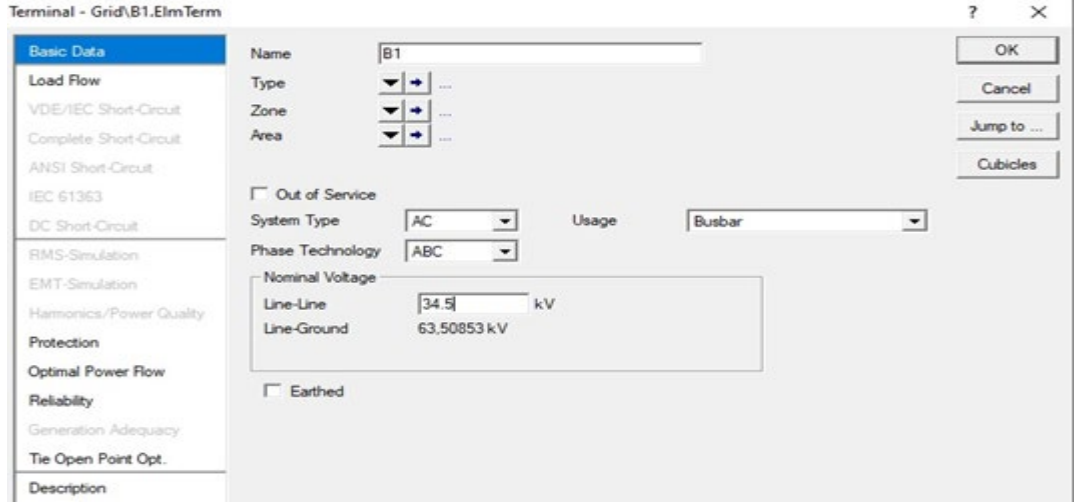 Terminal - Grid\B1.ElmTerm ? ×
Basic Data
Load Flow
VDE/IEC Short-Circuit
Complete Short-Circuit
ANSI Short-Circuit
IEC 61363
DC Short-Circuit
RMS-Simulation
EMT-Simulation
Harmonics/Power Quality
Protection
Optimal Power Flow
Reliability
Generation Adequacy
Tie Open Point Opt.
Description
Name B1
Type ...
Zone ...
Area ...
Out of Service
System Type AC Usage Busbar
Phase Technology ABC
Nominal Voltage
Line-Line 34.5 kV
Line-Ground 63,50853 kV
Earthed
OK
Cancel
Jump to ...
Cubicles